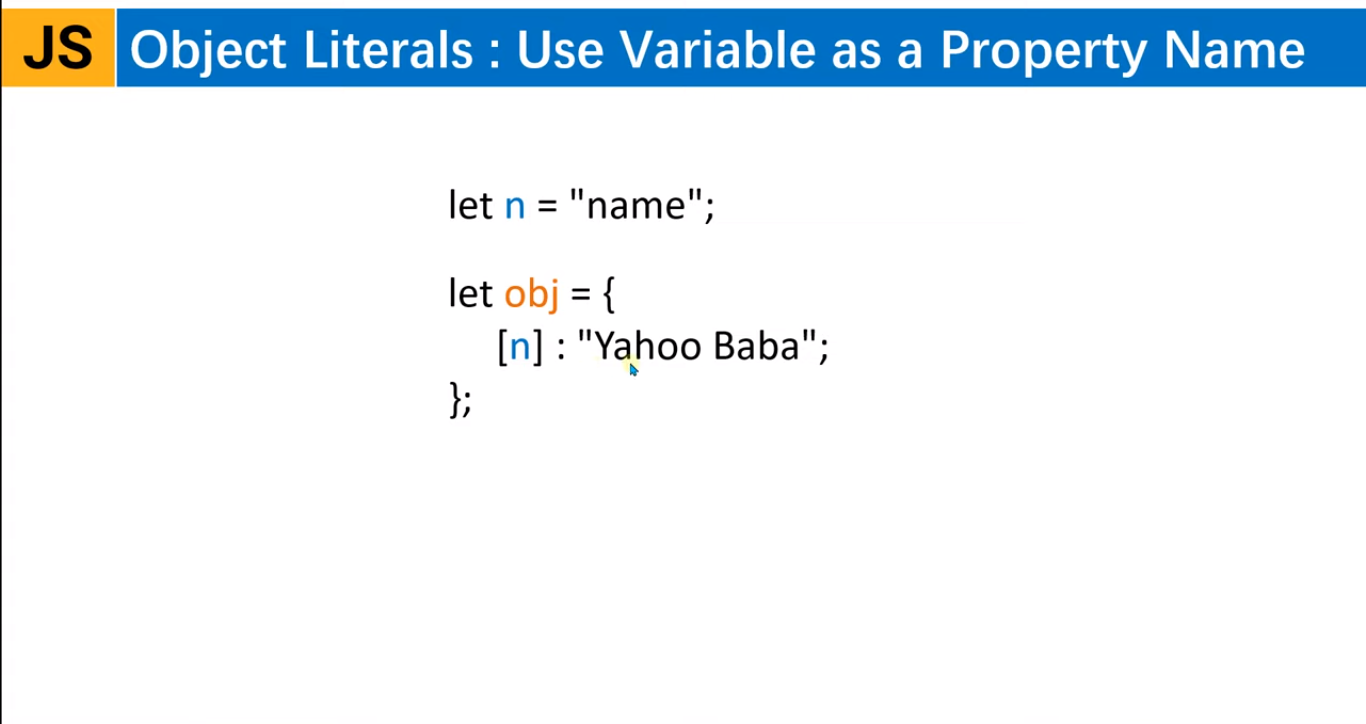 JS Object Literals : Use Variable as a Property Name
let n = "name";
let obj = {
[n] : "Yahoo Baba";
};